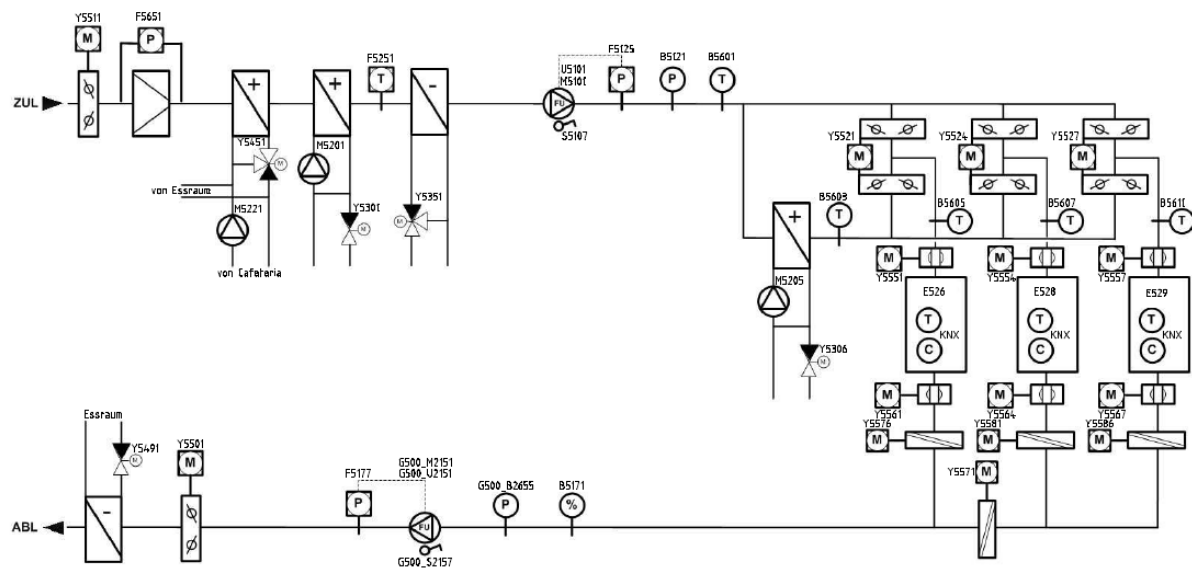 Y5511
F5651
M
P
ZUL
+
+
F5251
T
-
U5101
M5101
FU
S5107
F5125
P
B5121
P
B5601
T
Y5451
M
M5201
von Essraum
M5221
von Cafeteria
Y5301
M
Y5351
M
Y5521
M
Y5524
M
Y5527
M
B5603
T
+
B5605
T
B5607
T
B5610
T
M
Y5551
M
Y5554
M
Y5557
M5205
Y5306
M
E526
T
KNX
C
E528
T
KNX
C
E529
T
KNX
C
M
Y5561
Y5576
M
M
Y5564
Y5581
M
M
Y5567
Y5586
M
Essraum
Y5491
M
Y5501
M
G500_M2151
G500_U2151
F5177
P
G500_B2655
P
B5171
%
Y5571
M
ABL
-
FU
G500_S2157